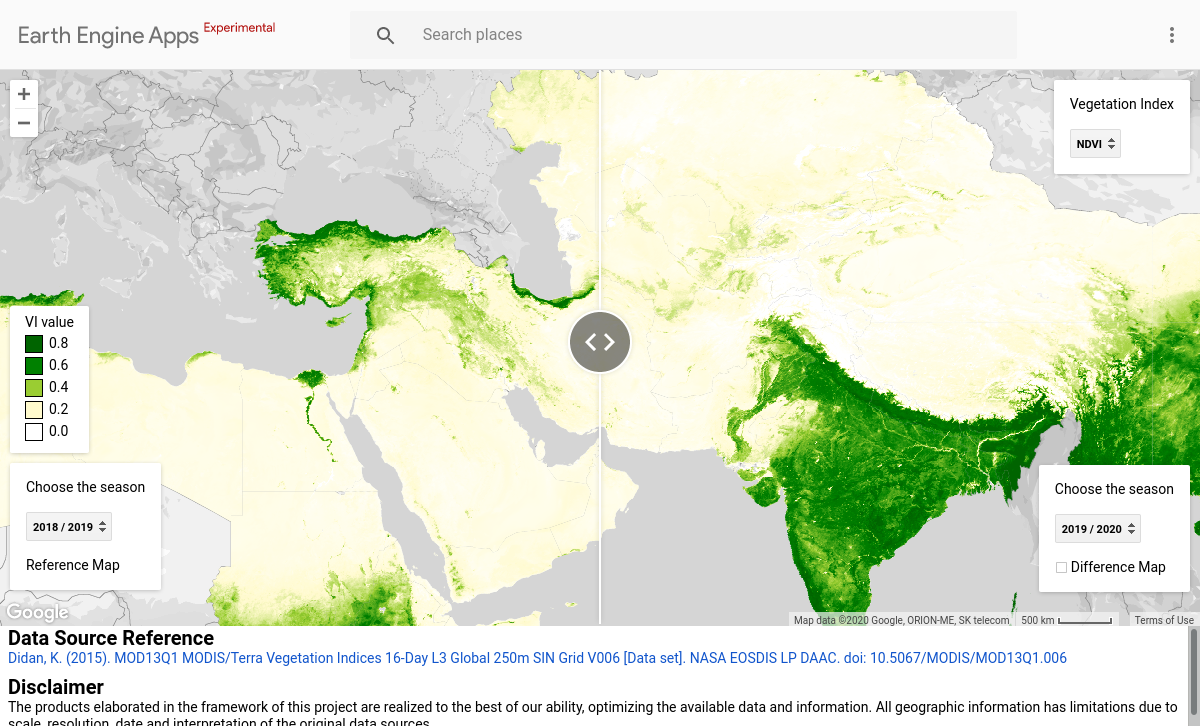 Earth Engine Apps Experimental
Search places
Vegetation Index
NDVI
VI value
0.8
0.6
0.4
0.2
0.0
Choose the season
2018 / 2019
Reference Map
Choose the season
2019 / 2020
Difference Map
Google
Map data ©2020 Google, ORION-ME, SK telecom 500 km Terms of Use
Data Source Reference
Didan, K. (2015). MOD13Q1 MODIS/Terra Vegetation Indices 16-Day L3 Global 250m SIN Grid V006 [Data set]. NASA EOSDIS LP DAAC. doi: 10.5067/MODIS/MOD13Q1.006
Disclaimer
The products elaborated in the framework of this project are realized to the best of our ability, optimizing the available data and information. All geographic information has limitations due to
scale, resolution, date and interpretation of the original data sources.